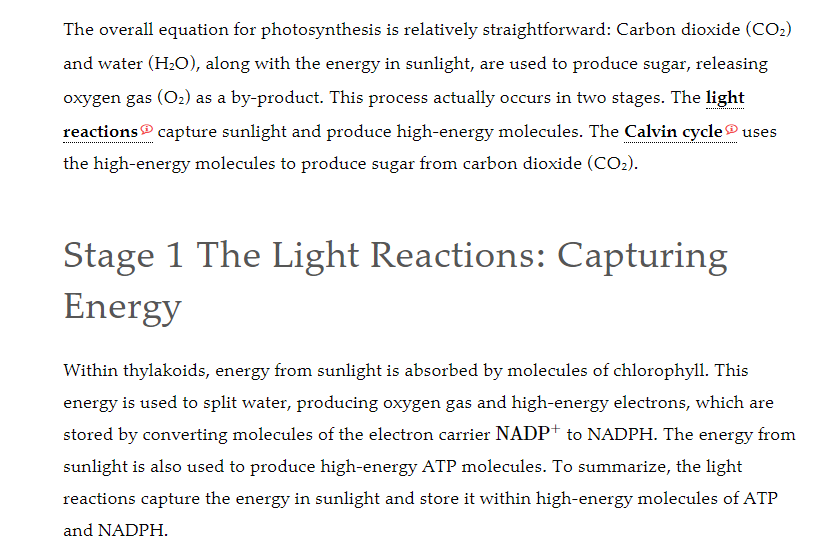 The overall equation for photosynthesis is relatively straightforward: Carbon dioxide (CO₂)
and water (H₂O), along with the energy in sunlight, are used to produce sugar, releasing
oxygen gas (O₂) as a by-product. This process actually occurs in two stages. The light
reactions capture sunlight and produce high-energy molecules. The Calvin cycle uses
the high-energy molecules to produce sugar from carbon dioxide (CO₂).
Stage 1 The Light Reactions: Capturing
Energy
Within thylakoids, energy from sunlight is absorbed by molecules of chlorophyll. This
energy is used to split water, producing oxygen gas and high-energy electrons, which are
stored by converting molecules of the electron carrier NADP⁺ to NADPH. The energy from
sunlight is also used to produce high-energy ATP molecules. To summarize, the light
reactions capture the energy in sunlight and store it within high-energy molecules of ATP
and NADPH.